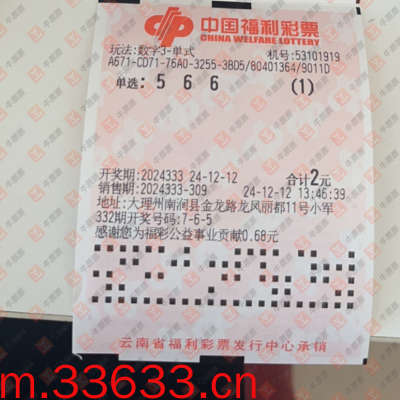 中国福利彩票
CHINA WELFARE LOTTERY
玩法:数字3-单式 机号:53101919
A671-CD71-76A0-3255-3BD5/80401364/9011D
单选: 5 6 6 (1)
开奖期:2024333 24-12-12 合计2元
销售期:2024333-309 24-12-12 13:46:39
地址:大理州南涧县金龙路龙凤丽都11号小军
332期开奖号码:7-6-5
感谢您为福彩公益事业贡献0.68元
云南省福利彩票发行中心承销
m.33633.cn